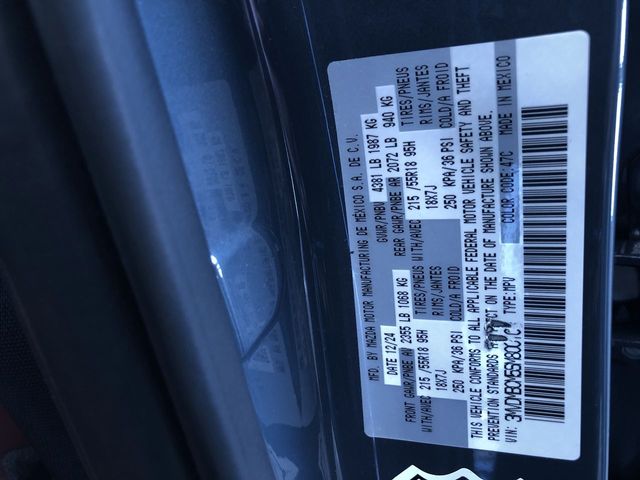 MFD. BY MAZDA MOTOR MANUFACTURING DE MÉXICO S.A. DE C.V.
DATE 12/24 GVWR/PNBV 4381 LB 1987 KG
FRONT GAWR/PNBE AV 2355 LB 1068 KG REAR GAWR/PNBE AR 2072 LB 940 KG
TIRES/PNEUS WITH/AVEC 215 /55R18 95H TIRES/PNEUS WITH/AVEC 215 /55R18 95H
RIMS/JANTES 18X7J RIMS/JANTES 18X7J
COLD/A FROID 250 KPA/36 PSI COLD/A FROID 250 KPA/36 PSI
THIS VEHICLE CONFORMS TO ALL APPLICABLE FEDERAL MOTOR VEHICLE SAFETY AND THEFT
PREVENTION STANDARDS IN EFFECT ON THE DATE OF MANUFACTURE SHOWN ABOVE.
VIN: TYPE: MPV COLOR CODE: 47C MADE IN MEXICO